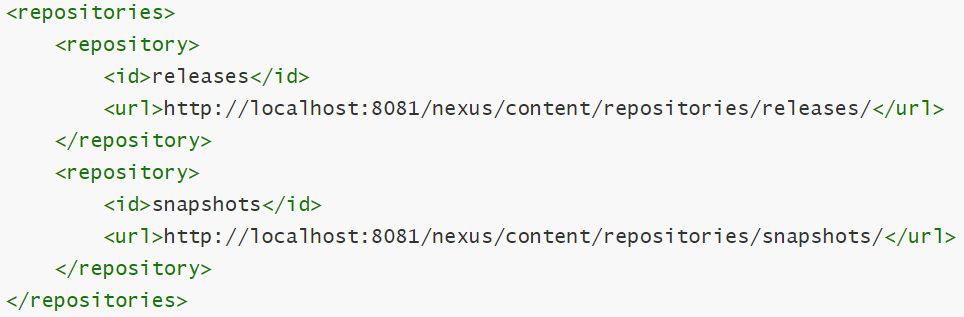 <repositories>
    <repository>
        <id>releases</id>
        <url>http://localhost:8081/nexus/content/repositories/releases/</url>
    </repository>
    <repository>
        <id>snapshots</id>
        <url>http://localhost:8081/nexus/content/repositories/snapshots/</url>
    </repository>
</repositories>